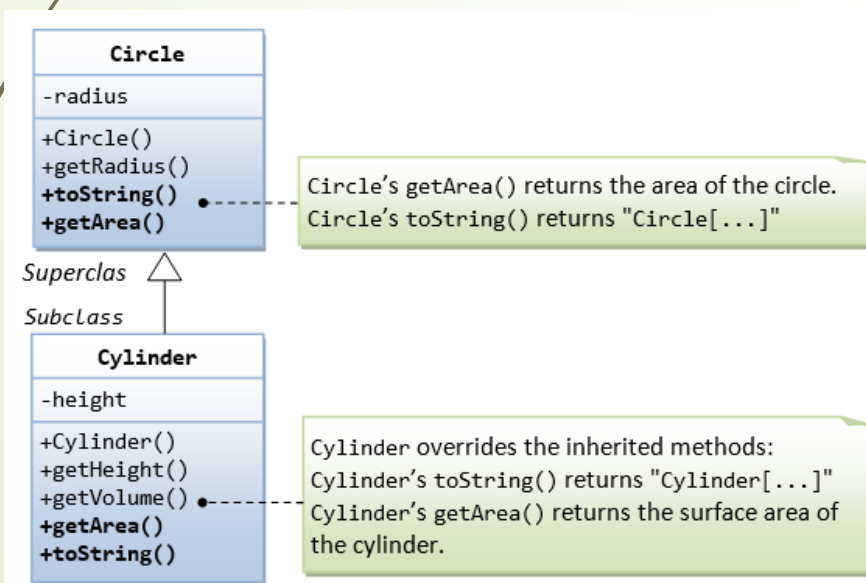 Circle
-radius
+Circle()
+getRadius()
+toString()
+getArea()
Circle's getArea() returns the area of the circle.
Circle's toString() returns "Circle[...]"
Superclas
Subclass
Cylinder
-height
+Cylinder()
+getHeight()
+getVolume()
+getArea()
+toString()
Cylinder overrides the inherited methods:
Cylinder's toString() returns "Cylinder[...]"
Cylinder's getArea() returns the surface area of
the cylinder.